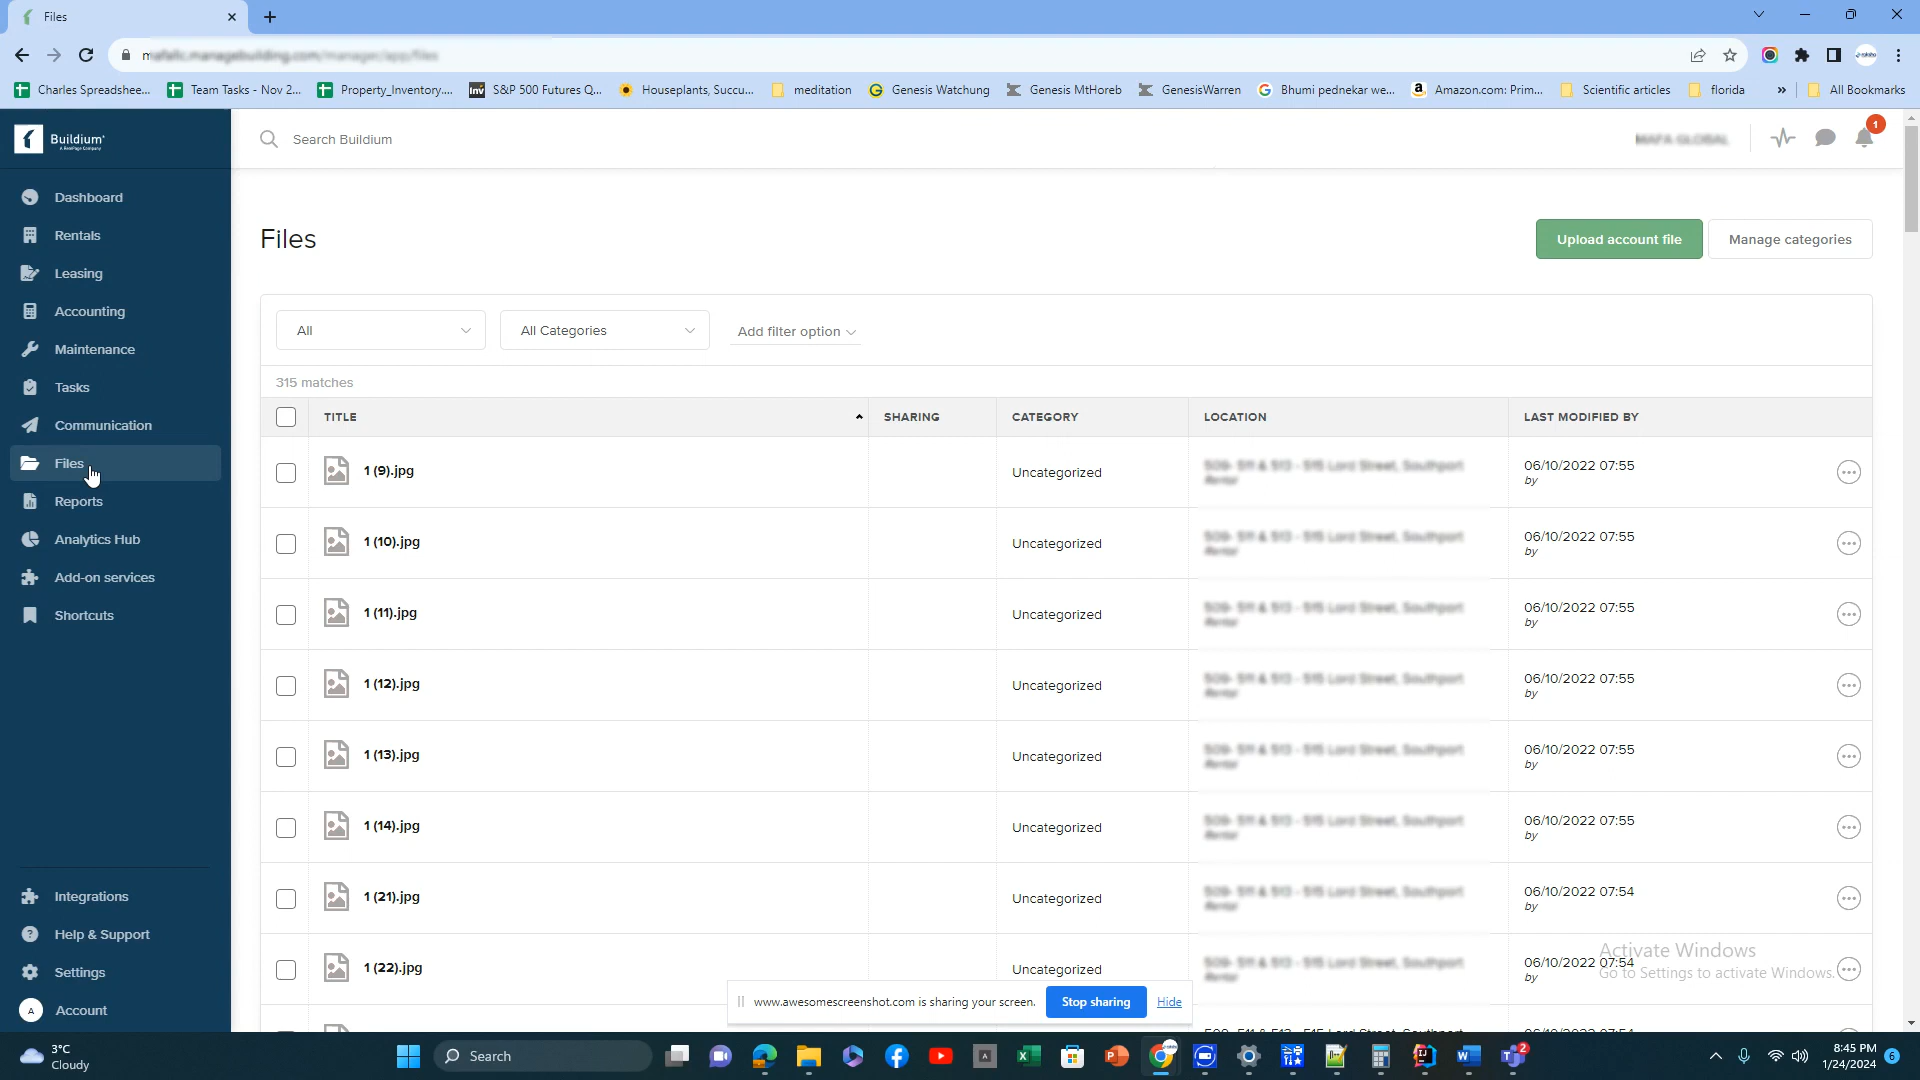 Files
Charles Spreadshee...
Team Tasks - Nov 2...
Property_Inventory....
S&P 500 Futures Q...
Houseplants, Succu...
meditation
Genesis Watchung
Genesis MtHoreb
GenesisWarren
Bhumi pednekar we...
Amazon.com: Prim...
Scientific articles
florida
»
All Bookmarks
Buildium
A RealPage Company
Search Buildium
1
Dashboard
Rentals
Leasing
Accounting
Maintenance
Tasks
Communication
Files
Reports
Analytics Hub
Add-on services
Shortcuts
Integrations
Help & Support
Settings
A Account
Files
Upload account file
Manage categories
All
All Categories
Add filter option
315 matches
TITLE SHARING CATEGORY LOCATION LAST MODIFIED BY
1 (9).jpg Uncategorized 06/10/2022 07:55
by
1 (10).jpg Uncategorized 06/10/2022 07:55
by
1 (11).jpg Uncategorized 06/10/2022 07:55
by
1 (12).jpg Uncategorized 06/10/2022 07:55
by
1 (13).jpg Uncategorized 06/10/2022 07:55
by
1 (14).jpg Uncategorized 06/10/2022 07:55
by
1 (21).jpg Uncategorized 06/10/2022 07:54
by
1 (22).jpg Uncategorized 06/10/2022 07:54
by
Activate Windows
Go to Settings to activate Windows.
www.awesomescreenshot.com is sharing your screen.
Stop sharing
Hide
3°C
Cloudy
Search
2
8:45 PM
1/24/2024
6